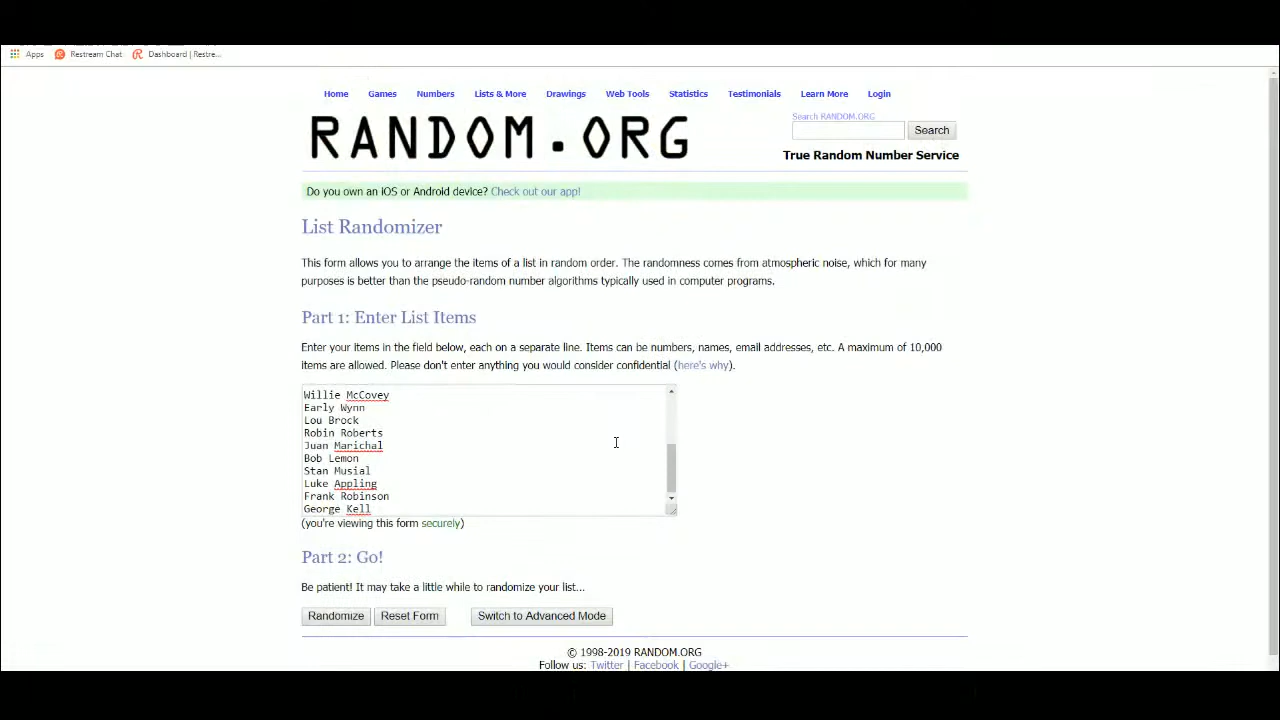 Apps Restream Chat Dashboard | Restre...
Home Games Numbers Lists & More Drawings Web Tools Statistics Testimonials Learn More Login
RANDOM.ORG
Search RANDOM.ORG
Search
True Random Number Service
Do you own an iOS or Android device? Check out our app!
List Randomizer
This form allows you to arrange the items of a list in random order. The randomness comes from atmospheric noise, which for many
purposes is better than the pseudo-random number algorithms typically used in computer programs.
Part 1: Enter List Items
Enter your items in the field below, each on a separate line. Items can be numbers, names, email addresses, etc. A maximum of 10,000
items are allowed. Please don't enter anything you would consider confidential (here's why).
Willie McCovey
Early Wynn
Lou Brock
Robin Roberts
Juan Marichal
Bob Lemon
Stan Musial
Luke Appling
Frank Robinson
George Kell
(you're viewing this form securely)
Part 2: Go!
Be patient! It may take a little while to randomize your list...
Randomize Reset Form Switch to Advanced Mode
© 1998-2019 RANDOM.ORG
Follow us: Twitter | Facebook | Google+